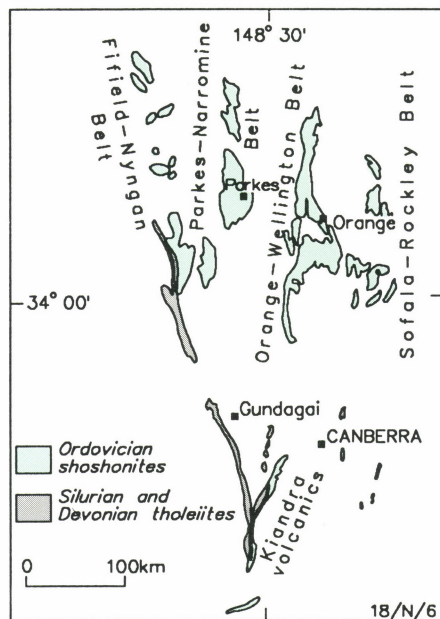 148° 30'
Fifield–Nyngan
Belt
Parkes–Narromine
Belt
Orange–Wellington Belt
Sofala–Rockley Belt
Parkes
Orange
34° 00'
Gundagai
CANBERRA
Ordovician
shoshonites
Silurian and
Devonian tholeiites
Kiandra
volcanics
0 100km
18/N/6